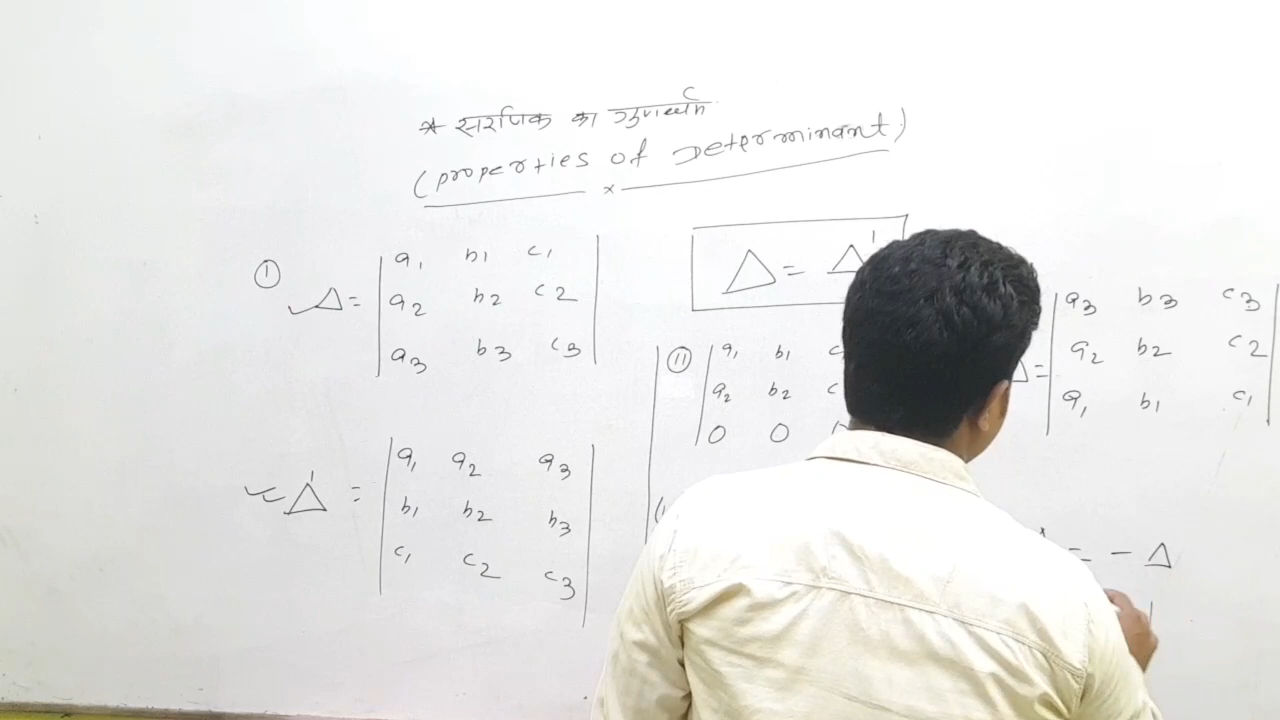 * सारणिक का गुणधर्म
(properties of Determinant)
①
Δ = | a1 b1 c1 |
| a2 b2 c2 |
| a3 b3 c3 |
Δ' = | a1 a2 a3 |
| b1 b2 b3 |
| c1 c2 c3 |
Δ = Δ'
⑪ | a1 b1
| a2 b2
| 0 0
Δ = | a3 b3 c3 |
| a2 b2 c2 |
| a1 b1 c1 |
= - Δ